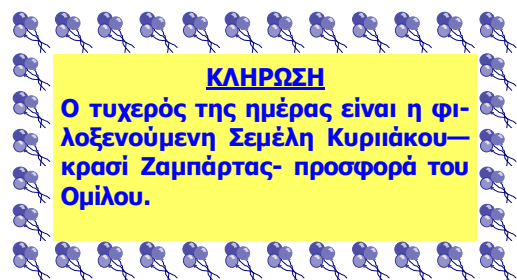 ΚΛΗΡΩΣΗ
Ο τυχερός της ημέρας είναι η φι-
λοξενούμενη Σεμέλη Κυριιάκου—
κρασί Ζαμπάρτας- προσφορά του
Ομίλου.